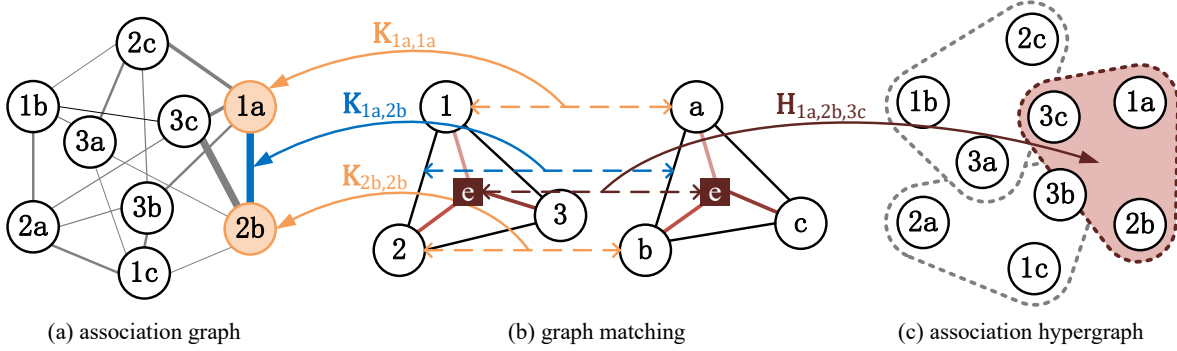 2c
1b
1a
3c
3a
3b
2a
2b
1c
(a) association graph
K1a,1a
K1a,2b
K2b,2b
1
e
3
2
a
e
c
b
(b) graph matching
H1a,2b,3c
2c
1b
1a
3c
3a
3b
2a
2b
1c
(c) association hypergraph